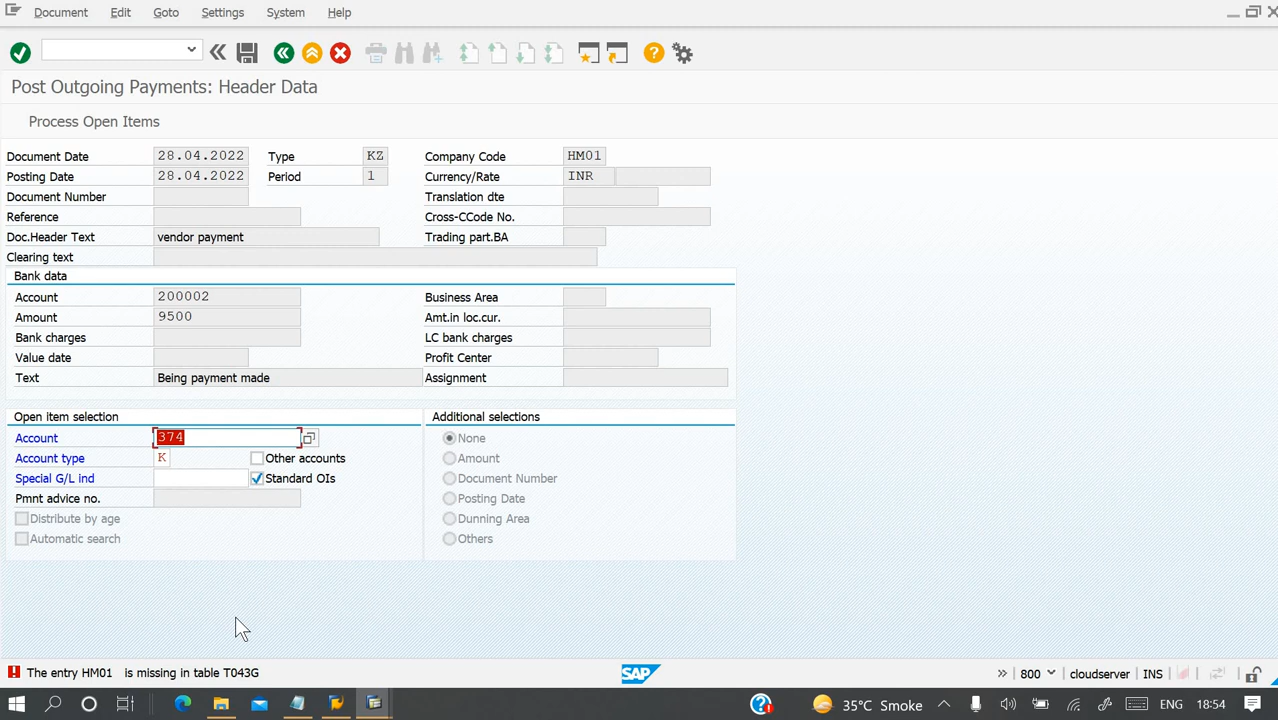 Document Edit Goto Settings System Help
Post Outgoing Payments: Header Data
Process Open Items
Document Date 28.04.2022 Type KZ Company Code HM01
Posting Date 28.04.2022 Period 1 Currency/Rate INR
Document Number Translation dte
Reference Cross-CCode No.
Doc.Header Text vendor payment Trading part.BA
Clearing text
Bank data
Account 200002 Business Area
Amount 9500 Amt.in loc.cur.
Bank charges LC bank charges
Value date Profit Center
Text Being payment made Assignment
Open item selection Additional selections
Account 374 None
Account type K Other accounts Amount
Special G/L ind Standard OIs Document Number
Pmnt advice no. Posting Date
Distribute by age Dunning Area
Automatic search Others
The entry HM01 is missing in table T043G SAP 800 cloudserver INS
35°C Smoke ENG 18:54